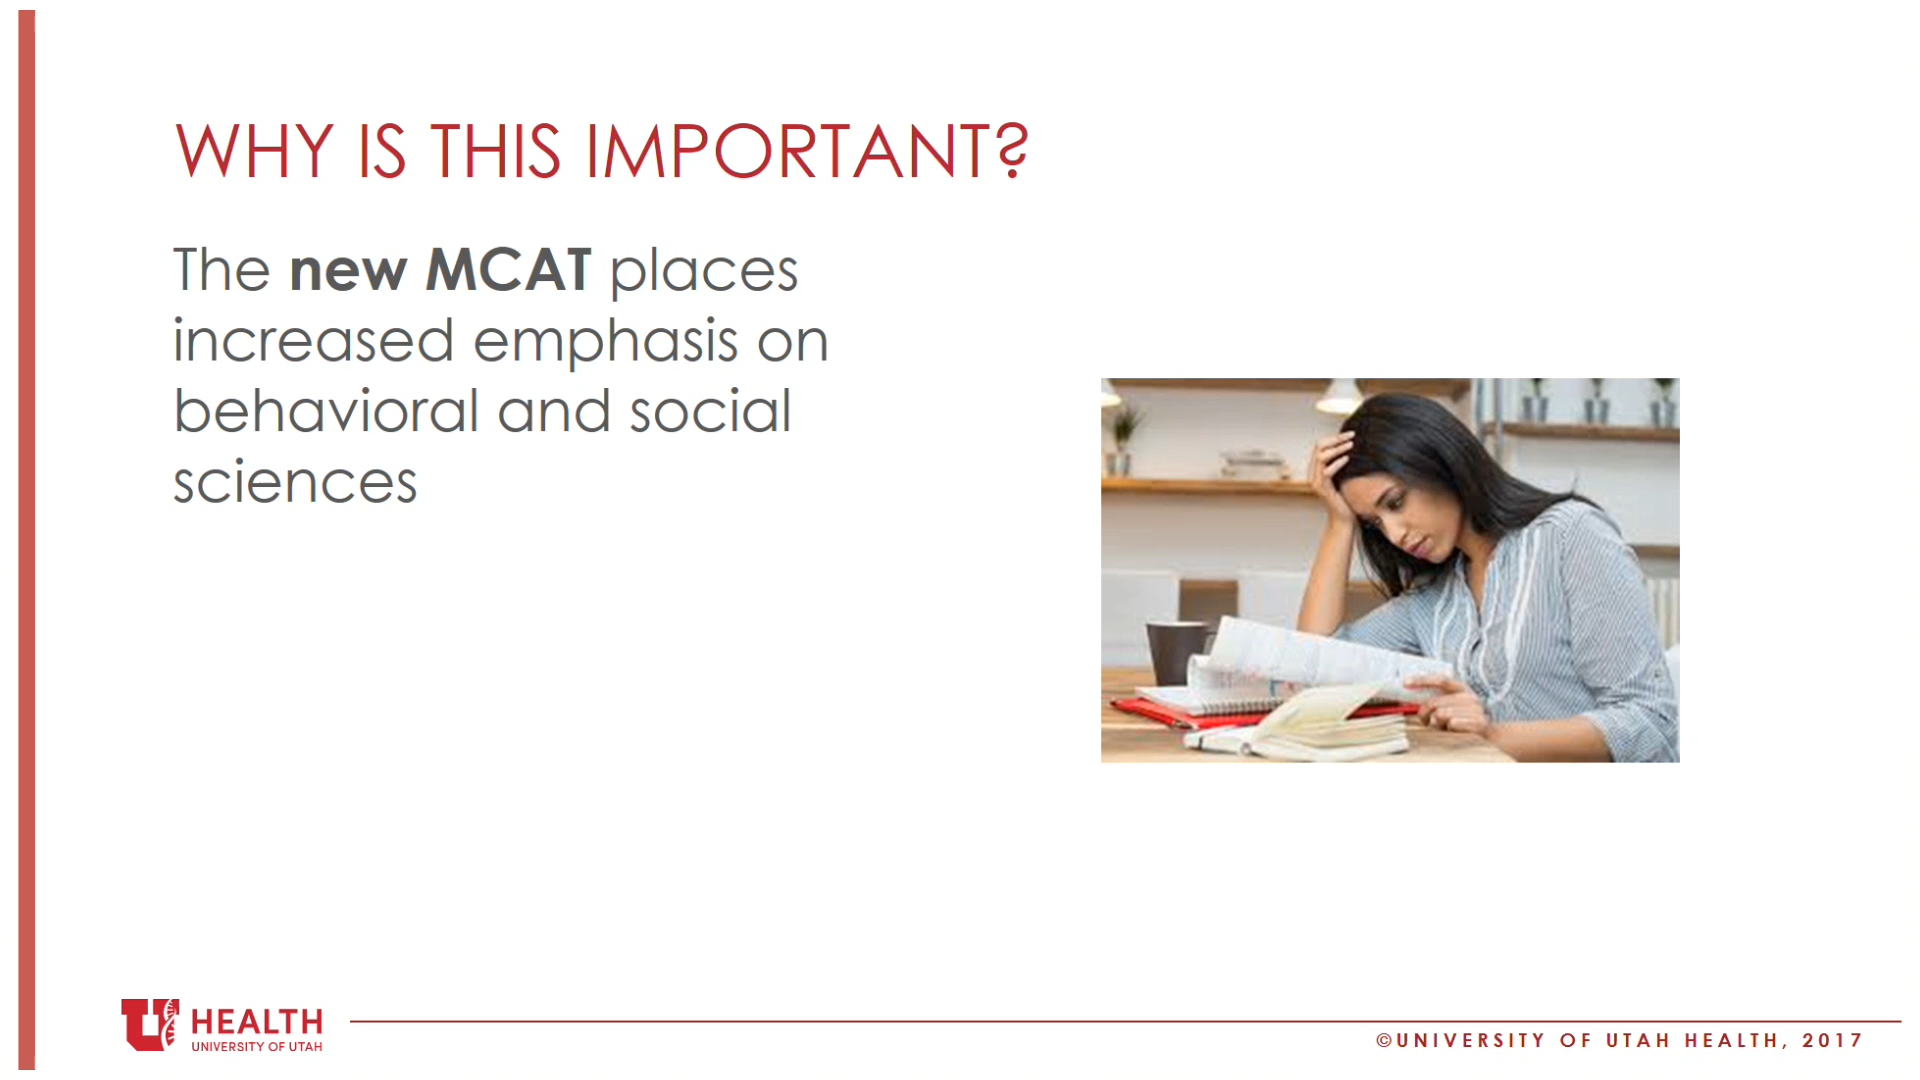 WHY IS THIS IMPORTANT?
The new MCAT places
increased emphasis on
behavioral and social
sciences
HEALTH
UNIVERSITY OF UTAH
©UNIVERSITY OF UTAH HEALTH, 2017